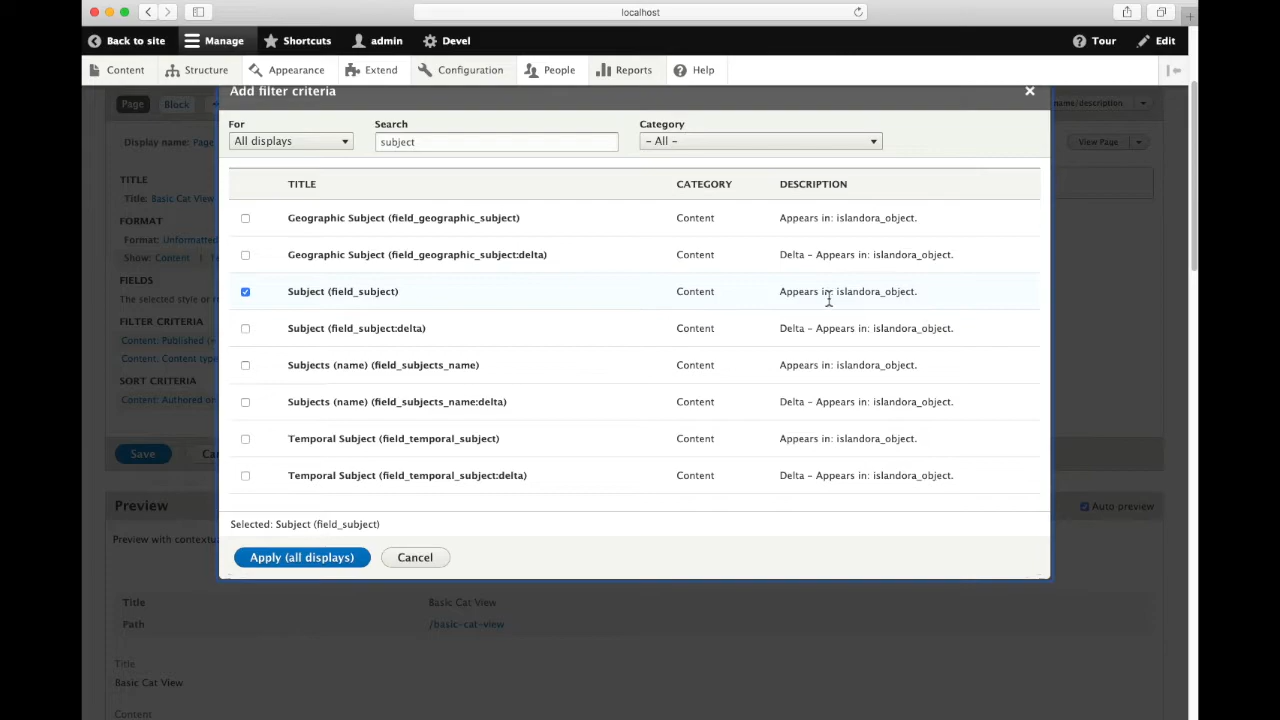 localhost
Back to site Manage Shortcuts admin Devel Tour Edit
Content Structure Appearance Extend Configuration People Reports Help
Add filter criteria
Page Block name/description
For Search Category
All displays subject - All -
Display name: Page View Page
TITLE CATEGORY DESCRIPTION
TITLE
Title: Basic Cat View
Geographic Subject (field_geographic_subject) Content Appears in: islandora_object.
FORMAT
Format: Unformatted
Geographic Subject (field_geographic_subject:delta) Content Delta - Appears in: islandora_object.
Show: Content |
FIELDS
Subject (field_subject) Content Appears in: islandora_object.
The selected style or
FILTER CRITERIA
Subject (field_subject:delta) Content Delta - Appears in: islandora_object.
Content: Published (=
Content: Content type
Subjects (name) (field_subjects_name) Content Appears in: islandora_object.
SORT CRITERIA
Content: Authored on
Subjects (name) (field_subjects_name:delta) Content Delta - Appears in: islandora_object.
Temporal Subject (field_temporal_subject) Content Appears in: islandora_object.
Save Can
Temporal Subject (field_temporal_subject:delta) Content Delta - Appears in: islandora_object.
Preview Auto preview
Selected: Subject (field_subject)
Preview with contextu
Apply (all displays) Cancel
Title Basic Cat View
Path /basic-cat-view
Title
Basic Cat View
Content